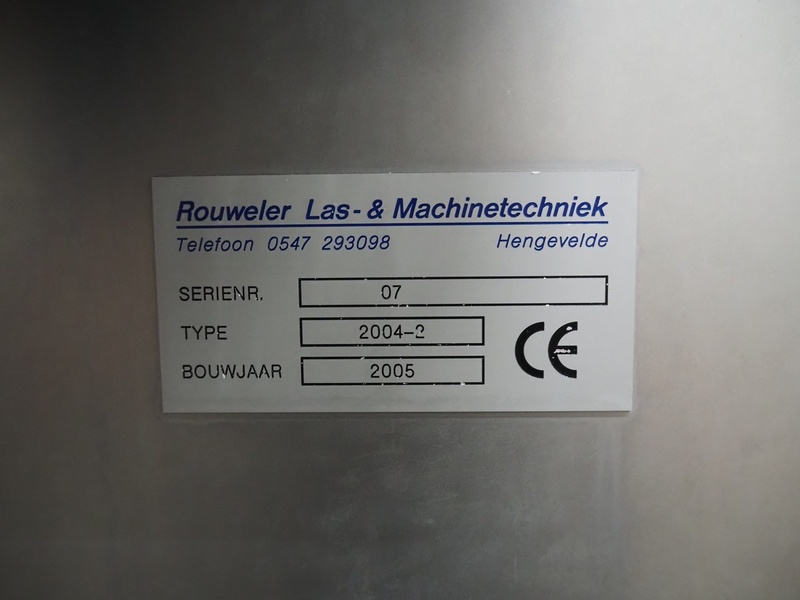 Rouweler Las- & Machinetechniek
Telefoon 0547 293098 Hengevelde
SERIENR. 07
TYPE 2004-2
BOUWJAAR 2005
CE